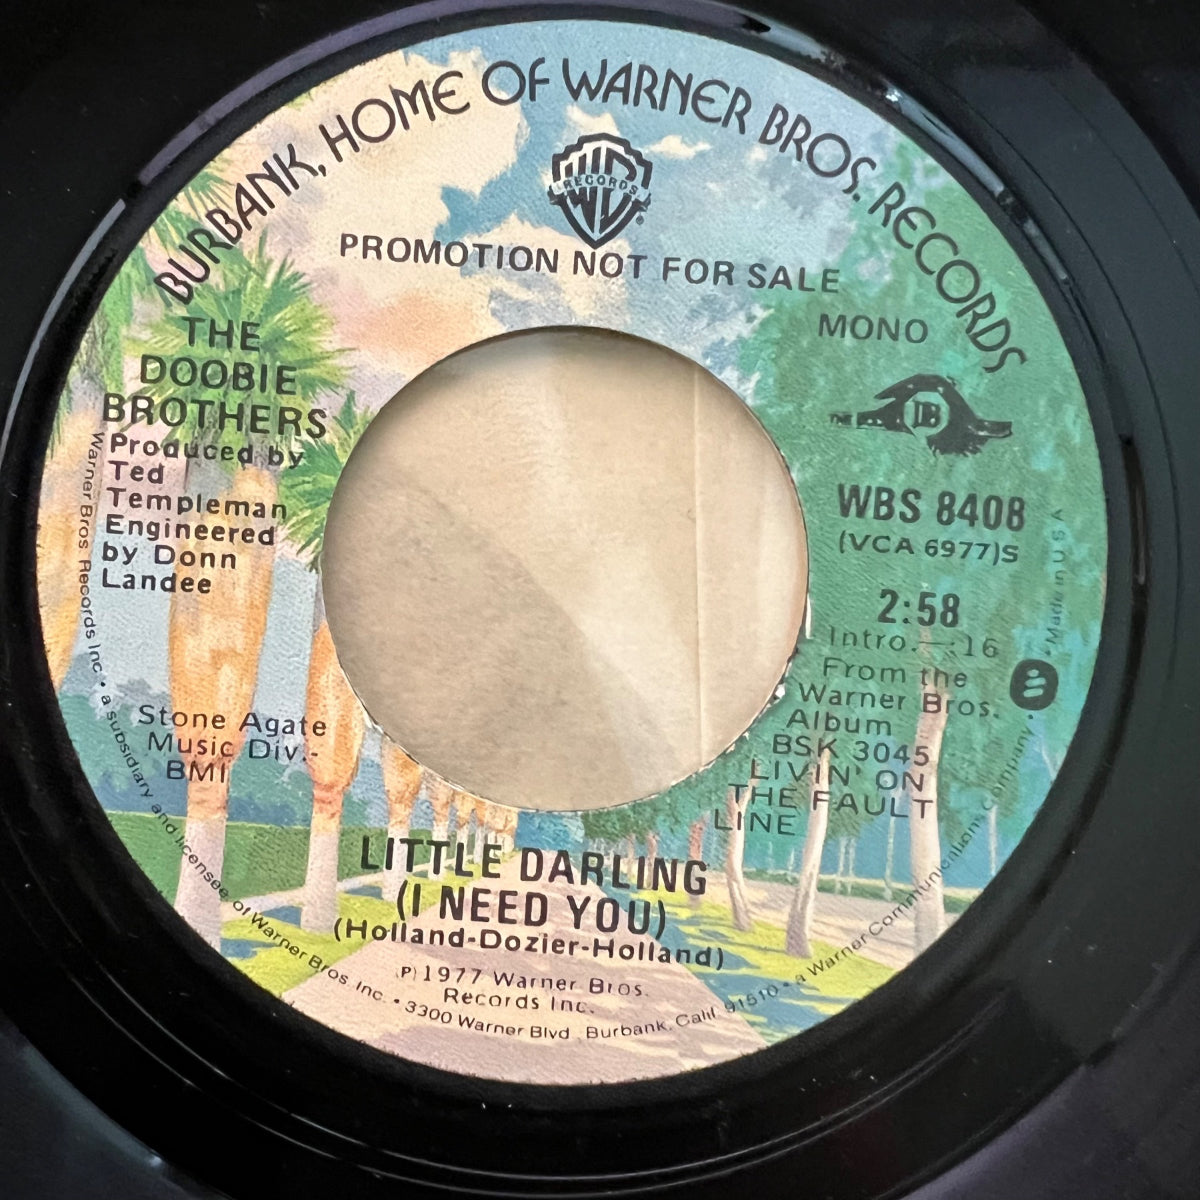 BURBANK, HOME OF WARNER BROS. RECORDS
WB
RECORDS
®
PROMOTION NOT FOR SALE
MONO
THE
DOOBIE
BROTHERS
Produced by
Ted
Templeman
Engineered
by Donn
Landee
THE DB
WBS 8408
(VCA 6977)S
2:58
Intro.—:16
From the
Warner Bros.
Album
BSK 3045
LIVIN' ON
THE FAULT
LINE
Stone Agate
Music Div.-
BMI
LITTLE DARLING
(I NEED YOU)
(Holland-Dozier-Holland)
(P)1977 Warner Bros.
Records Inc.
Warner Bros. Records Inc. • a subsidiary and licensee of Warner Bros. Inc. • 3300 Warner Blvd., Burbank, Calif. 91510 • a Warner Communications Company. • Made in U S A